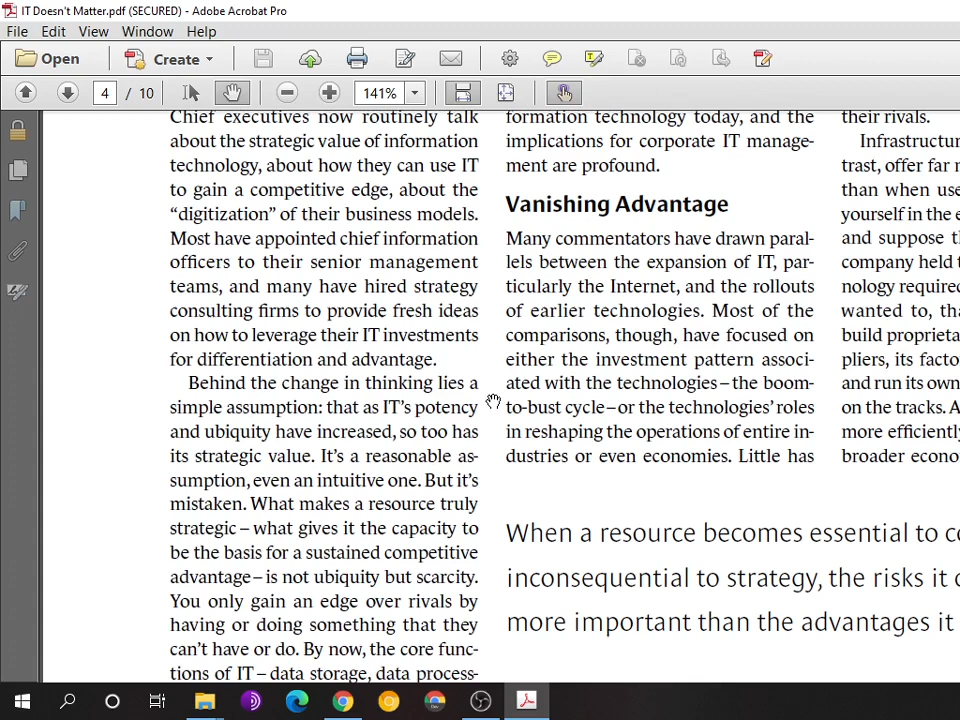 IT Doesn't Matter.pdf (SECURED) - Adobe Acrobat Pro
File Edit View Window Help
Open Create
4 / 10 141%
Chief executives now routinely talk
about the strategic value of information
technology, about how they can use IT
to gain a competitive edge, about the
“digitization” of their business models.
Most have appointed chief information
officers to their senior management
teams, and many have hired strategy
consulting firms to provide fresh ideas
on how to leverage their IT investments
for differentiation and advantage.
Behind the change in thinking lies a
simple assumption: that as IT’s potency
and ubiquity have increased, so too has
its strategic value. It’s a reasonable as-
sumption, even an intuitive one. But it’s
mistaken. What makes a resource truly
strategic – what gives it the capacity to
be the basis for a sustained competitive
advantage – is not ubiquity but scarcity.
You only gain an edge over rivals by
having or doing something that they
can’t have or do. By now, the core func-
tions of IT – data storage, data process-
formation technology today, and the
implications for corporate IT manage-
ment are profound.
Vanishing Advantage
Many commentators have drawn paral-
lels between the expansion of IT, par-
ticularly the Internet, and the rollouts
of earlier technologies. Most of the
comparisons, though, have focused on
either the investment pattern associ-
ated with the technologies – the boom-
to-bust cycle – or the technologies’ roles
in reshaping the operations of entire in-
dustries or even economies. Little has
When a resource becomes essential to co
inconsequential to strategy, the risks it c
more important than the advantages it
their rivals.
Infrastructur
trast, offer far m
than when use
yourself in the e
and suppose th
company held t
nology required
wanted to, tha
build proprieta
pliers, its facto
and run its own
on the tracks. A
more efficiently
broader econo